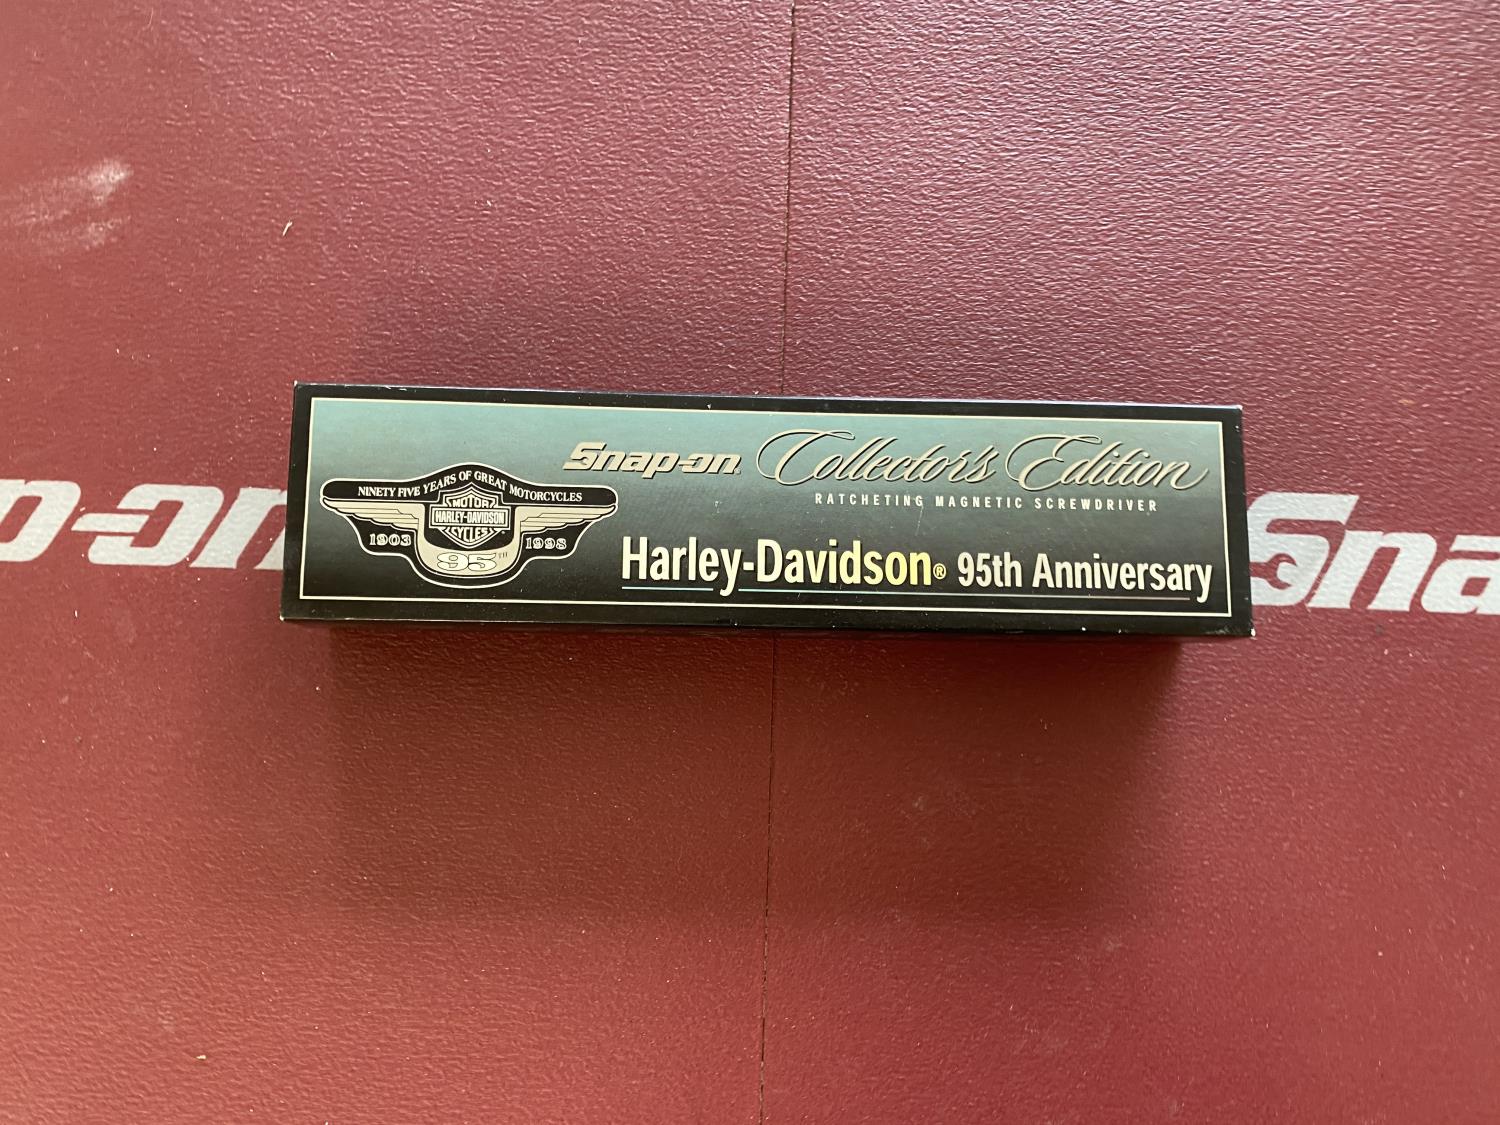 Snap-on Collector's Edition
RATCHETING MAGNETIC SCREWDRIVER
NINETY FIVE YEARS OF GREAT MOTORCYCLES
MOTOR
HARLEY-DAVIDSON
CYCLES
1903 1998
95TH
Harley-Davidson® 95th Anniversary
p-on
Sna